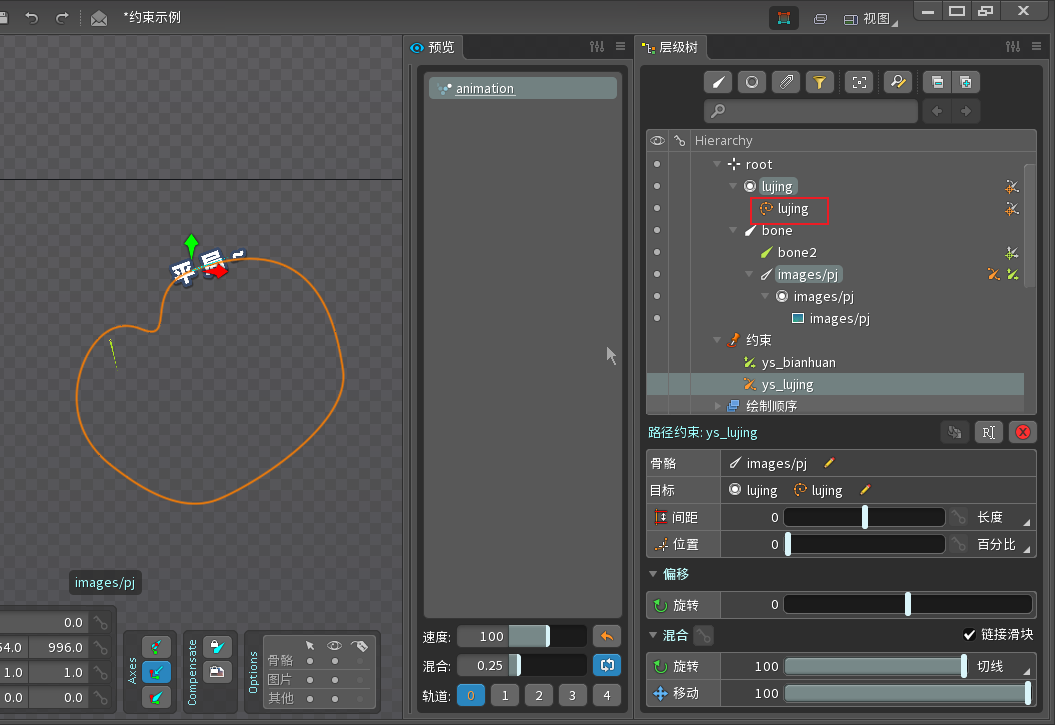 *约束示例
视图
预览
层级树
animation
Hierarchy
root
lujing
lujing
bone
bone2
images/pj
images/pj
images/pj
约束
ys_bianhuan
ys_lujing
绘制顺序
平局~
images/pj
路径约束: ys_lujing
骨骼 images/pj
目标 lujing lujing
间距 0 长度
位置 0 百分比
偏移
旋转 0
混合 链接滑块
旋转 100 切线
移动 100
速度: 100
混合: 0.25
轨道: 0 1 2 3 4
0.0
996.0
1.0 1.0
0.0 0.0
Axes
Compensate
Options
骨骼
图片
其他